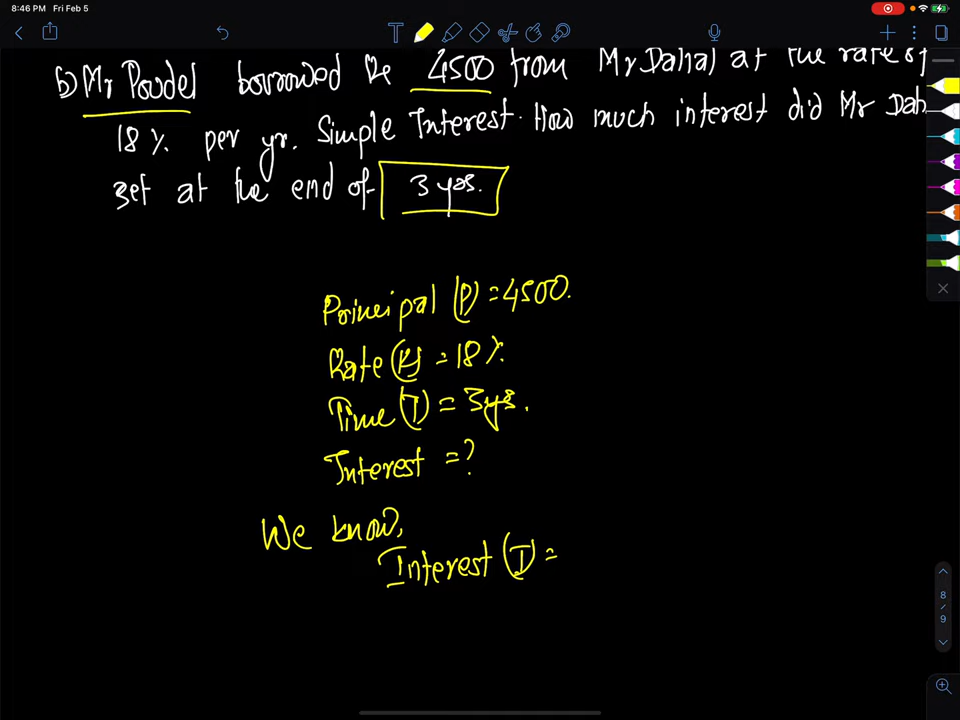 8:46 PM Fri Feb 5
b) Mr Poudel borrowed Rs 4500 from Mr Dahal at the rate of
18 % per yr. Simple Interest. How much interest did Mr Dah
get at the end of 3 yrs.
Principal (P) = 4500.
Rate (R) = 18 %
Time (T) = 3yrs.
Interest = ?
We know,
Interest (I) =
8
9